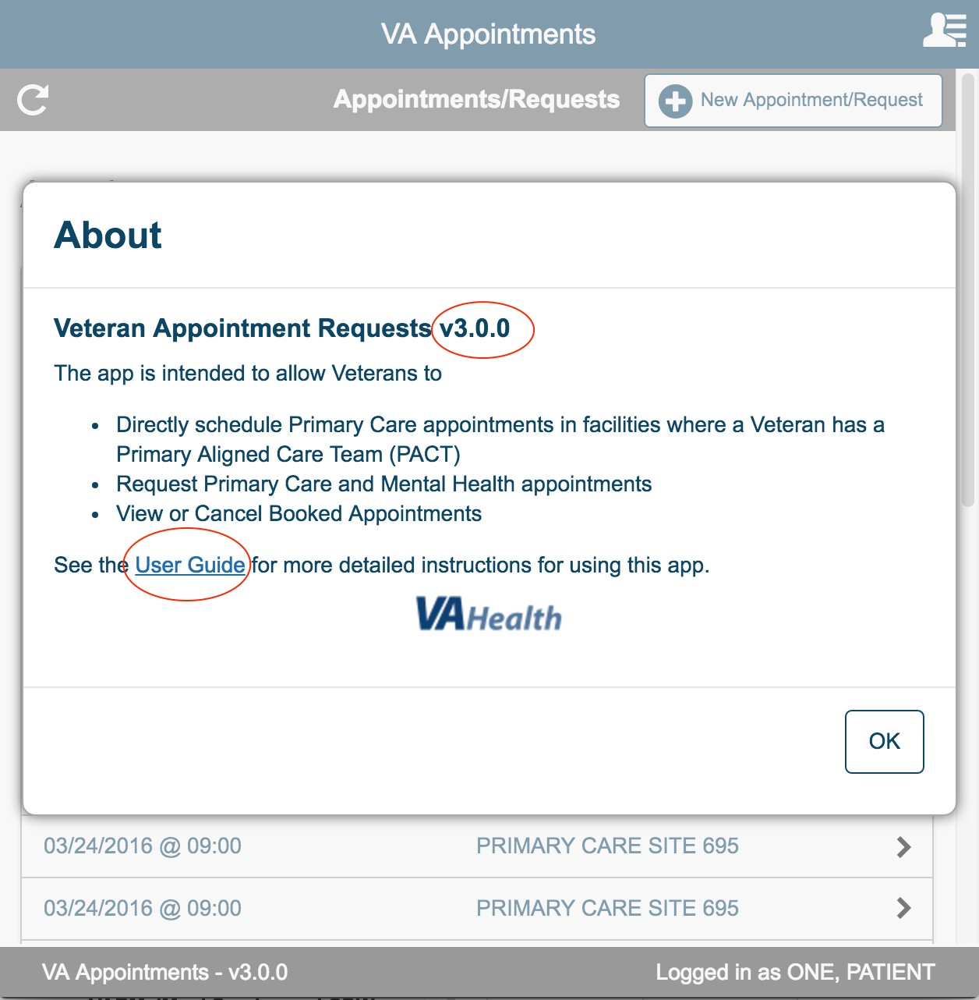 VA Appointments
Appointments/Requests
New Appointment/Request
About
Veteran Appointment Requests v3.0.0
The app is intended to allow Veterans to
• Directly schedule Primary Care appointments in facilities where a Veteran has a
Primary Aligned Care Team (PACT)
• Request Primary Care and Mental Health appointments
• View or Cancel Booked Appointments
See the User Guide for more detailed instructions for using this app.
VA Health
OK
03/24/2016 @ 09:00 PRIMARY CARE SITE 695
03/24/2016 @ 09:00 PRIMARY CARE SITE 695
VA Appointments - v3.0.0 Logged in as ONE, PATIENT